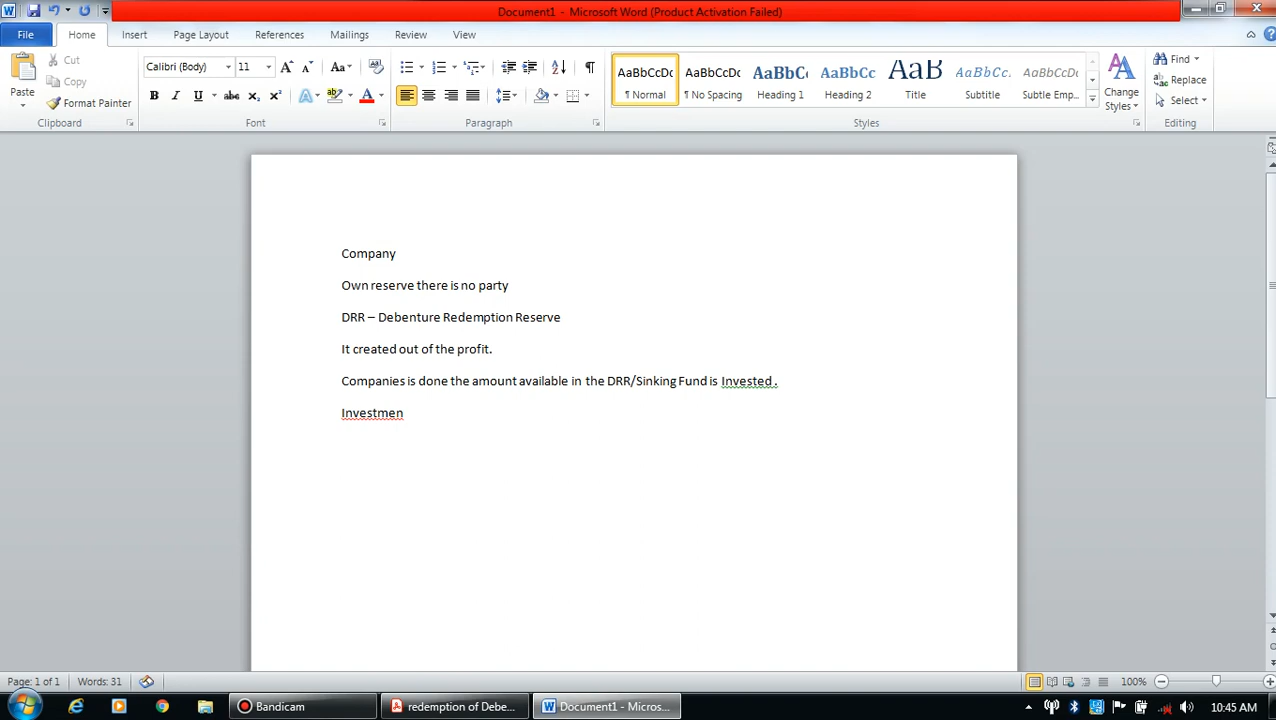 Document1 - Microsoft Word (Product Activation Failed)
File Home Insert Page Layout References Mailings Review View
Paste
Cut
Copy
Format Painter
Clipboard
Calibri (Body) 11
Font
Paragraph
AaBbCcDc AaBbCcDc AaBbCc AaBbCc AaB AaBbCc. AaBbCcDc
¶ Normal ¶ No Spacing Heading 1 Heading 2 Title Subtitle Subtle Emp...
Change Styles
Styles
Find
Replace
Select
Editing
Company
Own reserve there is no party
DRR – Debenture Redemption Reserve
It created out of the profit.
Companies is done the amount available in the DRR/Sinking Fund is Invested .
Investmen
Page: 1 of 1 Words: 31 100%
Bandicam redemption of Debe... Document1 - Micros... 10:45 AM